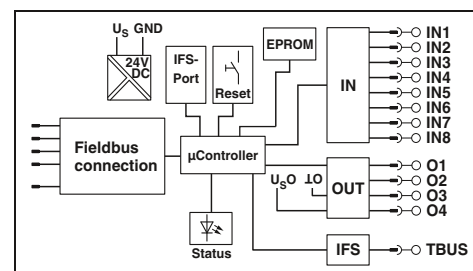 US GND
24V
DC
IFS-
Port
Reset
EPROM
IN
IN1
IN2
IN3
IN4
IN5
IN6
IN7
IN8
Fieldbus
connection
µController
USO
OT
OUT
O1
O2
O3
O4
Status
IFS
TBUS